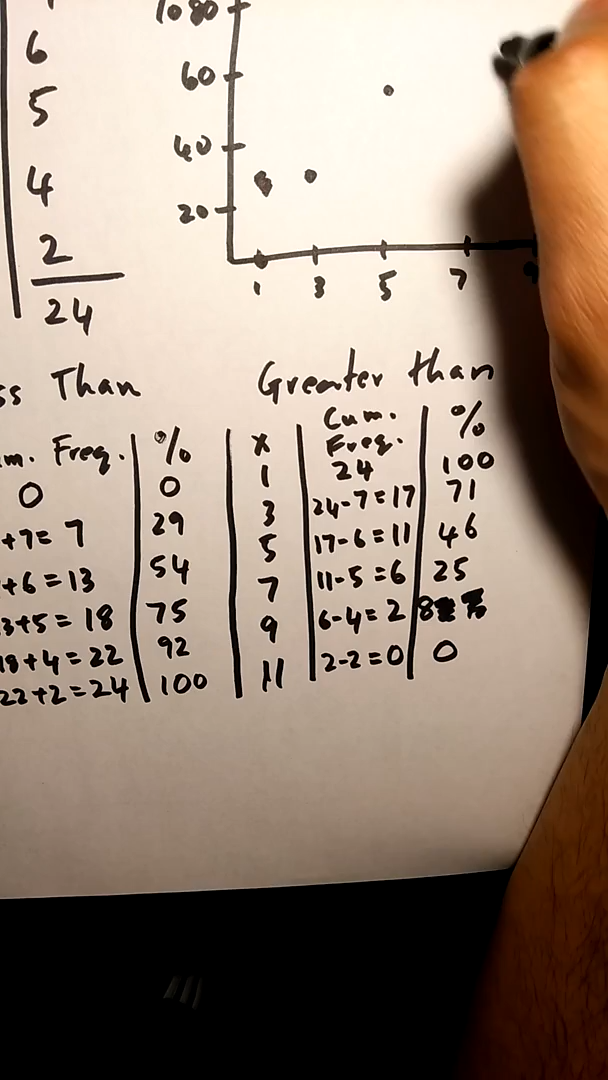 6
5
4
2
24
1080
60
40
20
1 3 5 7
ss Than
m. Freq. %
0 0
+7=7 29
+6=13 54
3+5=18 75
18+4=22 92
22+2=24 100
Greater than
x Cum. Freq. %
1 24 100
3 24-7=17 71
5 17-6=11 46
7 11-5=6 25
9 6-4=2 8
11 2-2=0 0